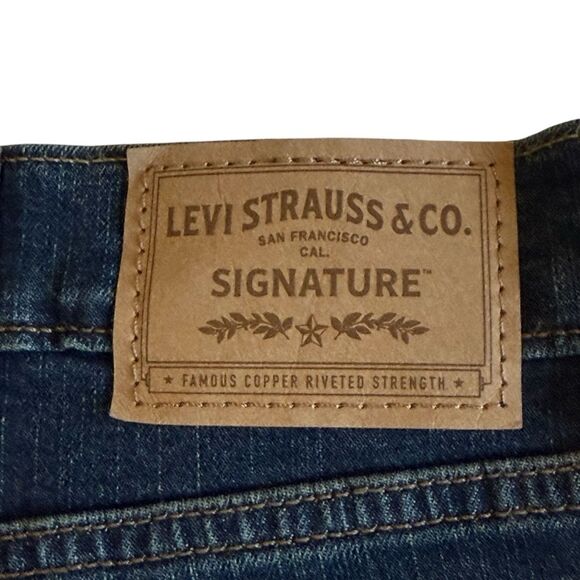 LEVI STRAUSS & CO.
SAN FRANCISCO
CAL.
SIGNATURE™
★ FAMOUS COPPER RIVETED STRENGTH ★